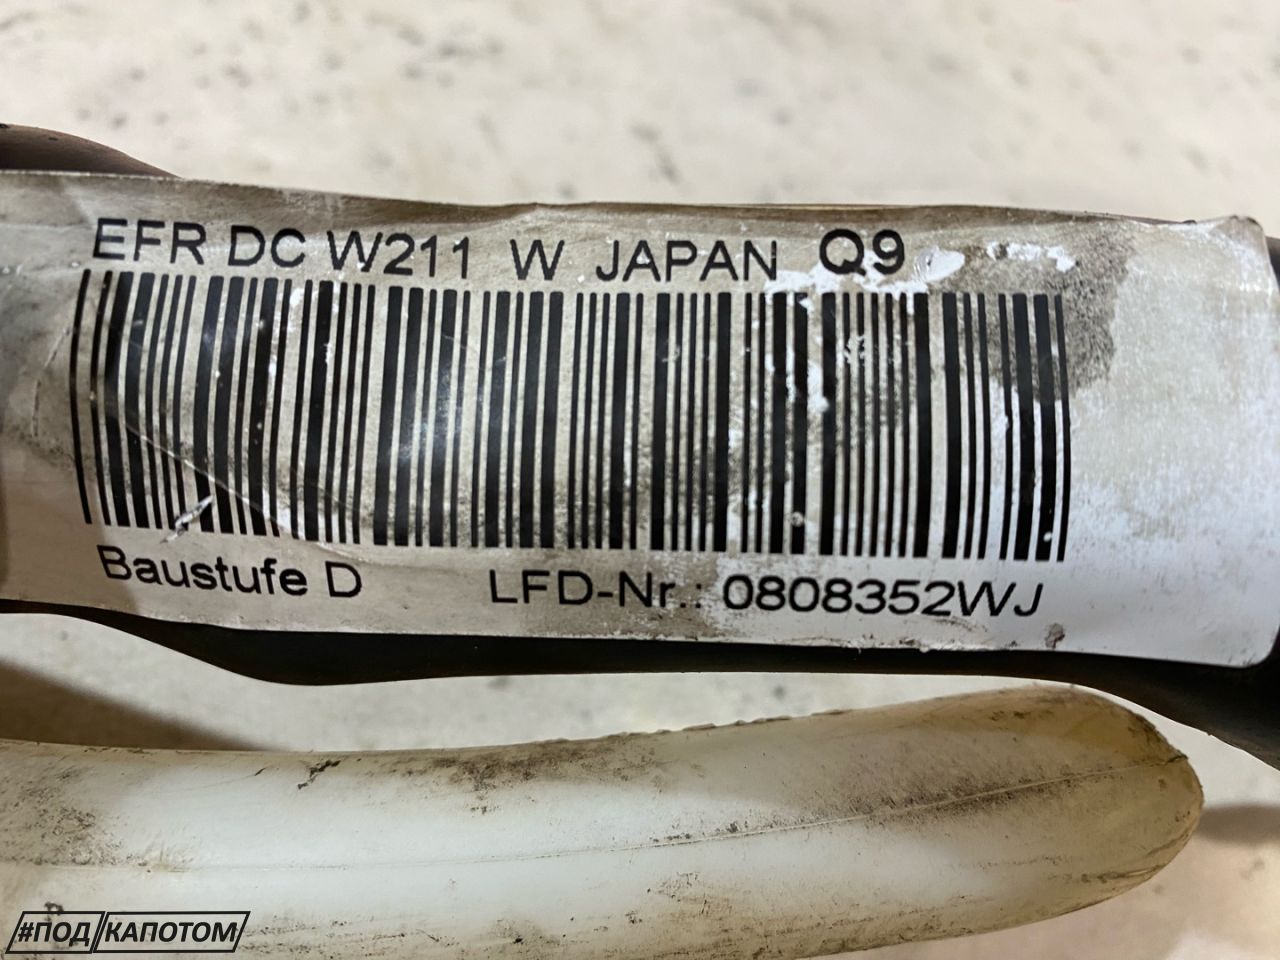 EFR DC W211 W JAPAN Q9
Baustufe D LFD-Nr.: 0808352WJ
#ПОД КАПОТОМ